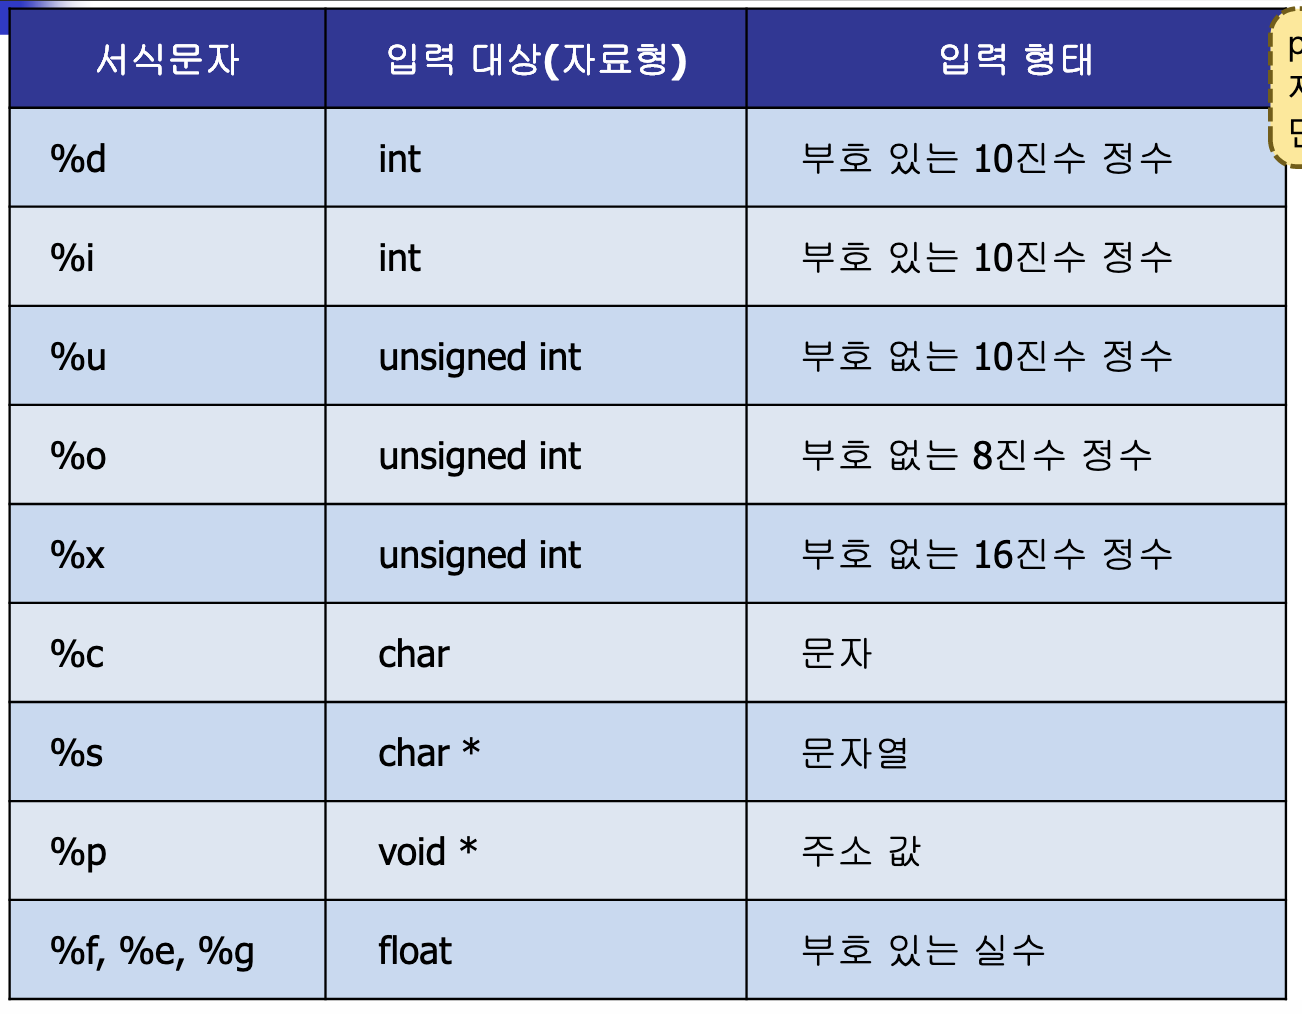 서식문자 입력 대상(자료형) 입력 형태
%d int 부호 있는 10진수 정수
%i int 부호 있는 10진수 정수
%u unsigned int 부호 없는 10진수 정수
%o unsigned int 부호 없는 8진수 정수
%x unsigned int 부호 없는 16진수 정수
%c char 문자
%s char * 문자열
%p void * 주소 값
%f, %e, %g float 부호 있는 실수